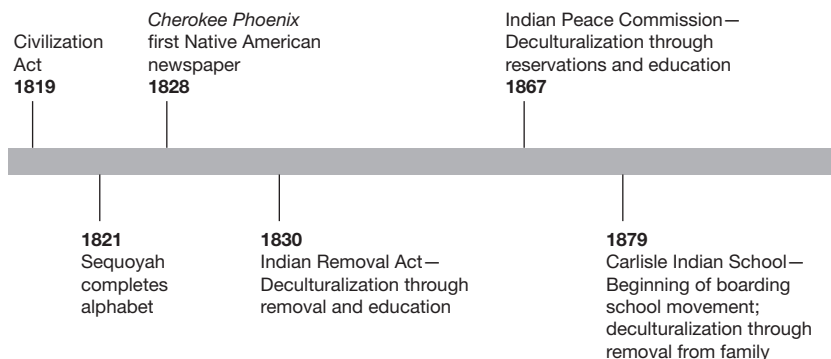 Civilization
Act
1819
Cherokee Phoenix
first Native American
newspaper
1828
Indian Peace Commission—
Deculturalization through
reservations and education
1867
1821
Sequoyah
completes
alphabet
1830
Indian Removal Act—
Deculturalization through
removal and education
1879
Carlisle Indian School—
Beginning of boarding
school movement;
deculturalization through
removal from family